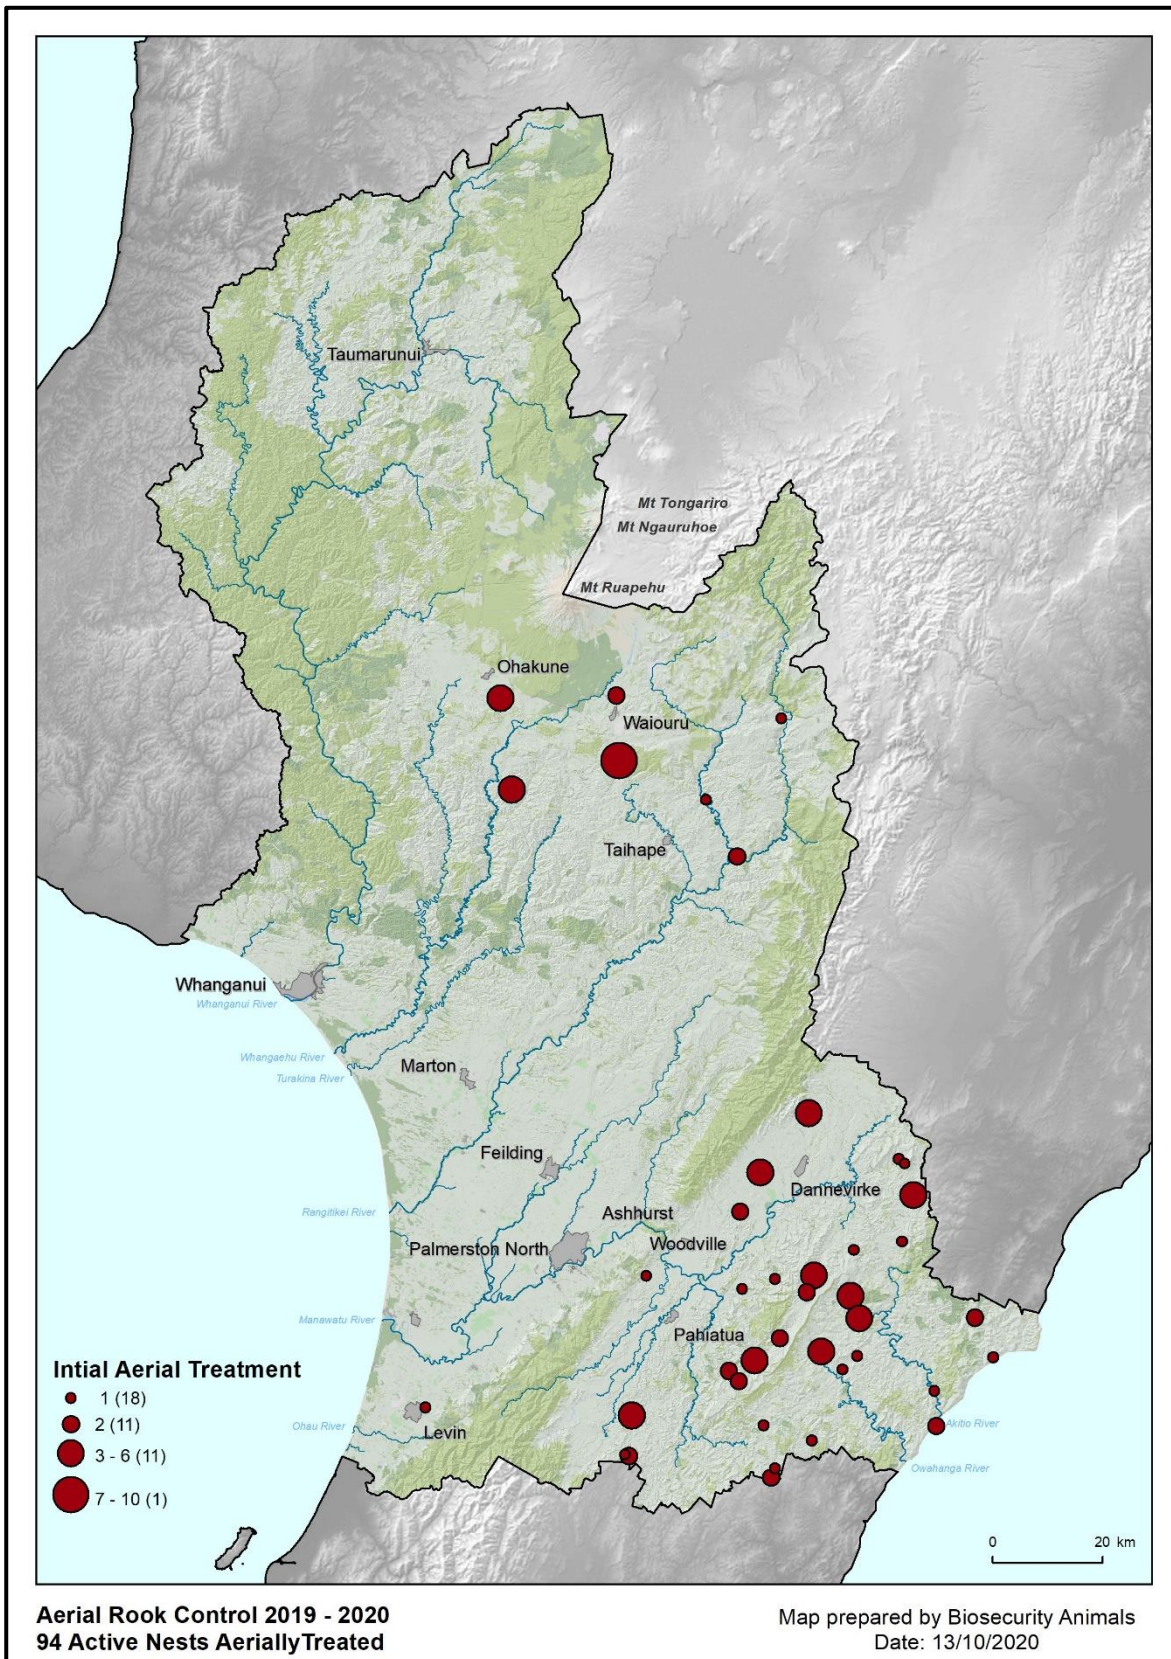 Taumarunui
Mt Tongariro
Mt Ngauruhoe
Mt Ruapehu
Ohakune
Waiouru
Taihape
Whanganui
Whanganui River
Whangaehu River
Turakina River
Marton
Feilding
Dannevirke
Rangitikei River
Ashhurst
Palmerston North
Woodville
Manawatu River
Pahiatua
Intial Aerial Treatment
1 (18)
2 (11)
3 - 6 (11)
7 - 10 (1)
Ohau River
Levin
Akitio River
Owahanga River
0 20 km
Aerial Rook Control 2019 - 2020
94 Active Nests AeriallyTreated
Map prepared by Biosecurity Animals
Date: 13/10/2020